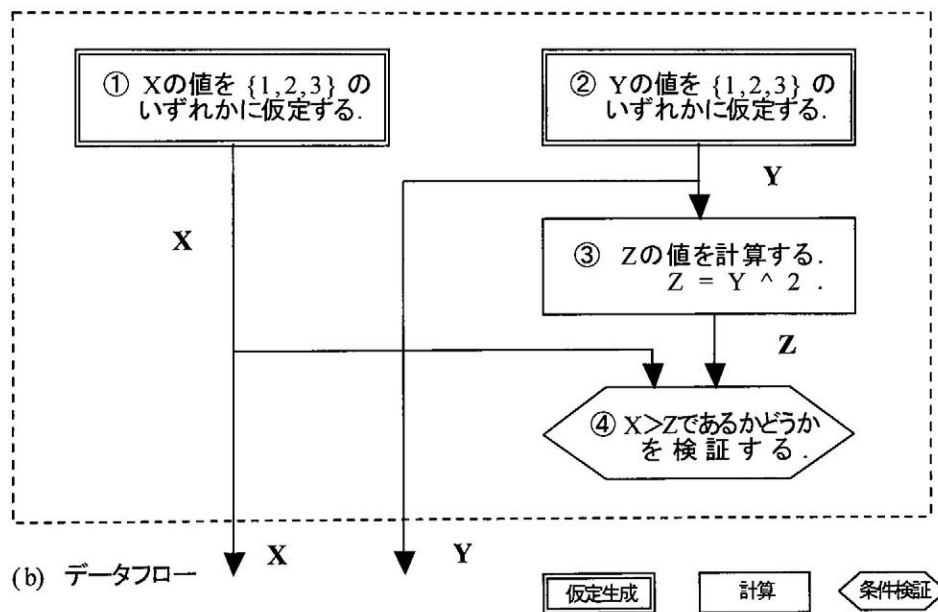 ① Xの値を {1,2,3} の
いずれかに仮定する.
② Yの値を {1,2,3} の
いずれかに仮定する.
Y
X
③ Zの値を計算する.
Z = Y ^ 2 .
Z
④ X>Zであるかどうか
を検証する.
X
Y
(b) データフロー
仮定生成
計算
条件検証